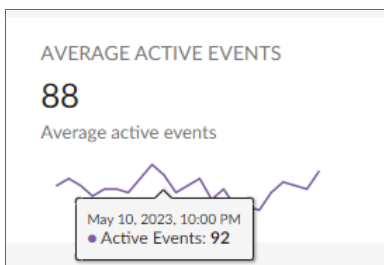 AVERAGE ACTIVE EVENTS
88
Average active events
May 10, 2023, 10:00 PM
Active Events: 92